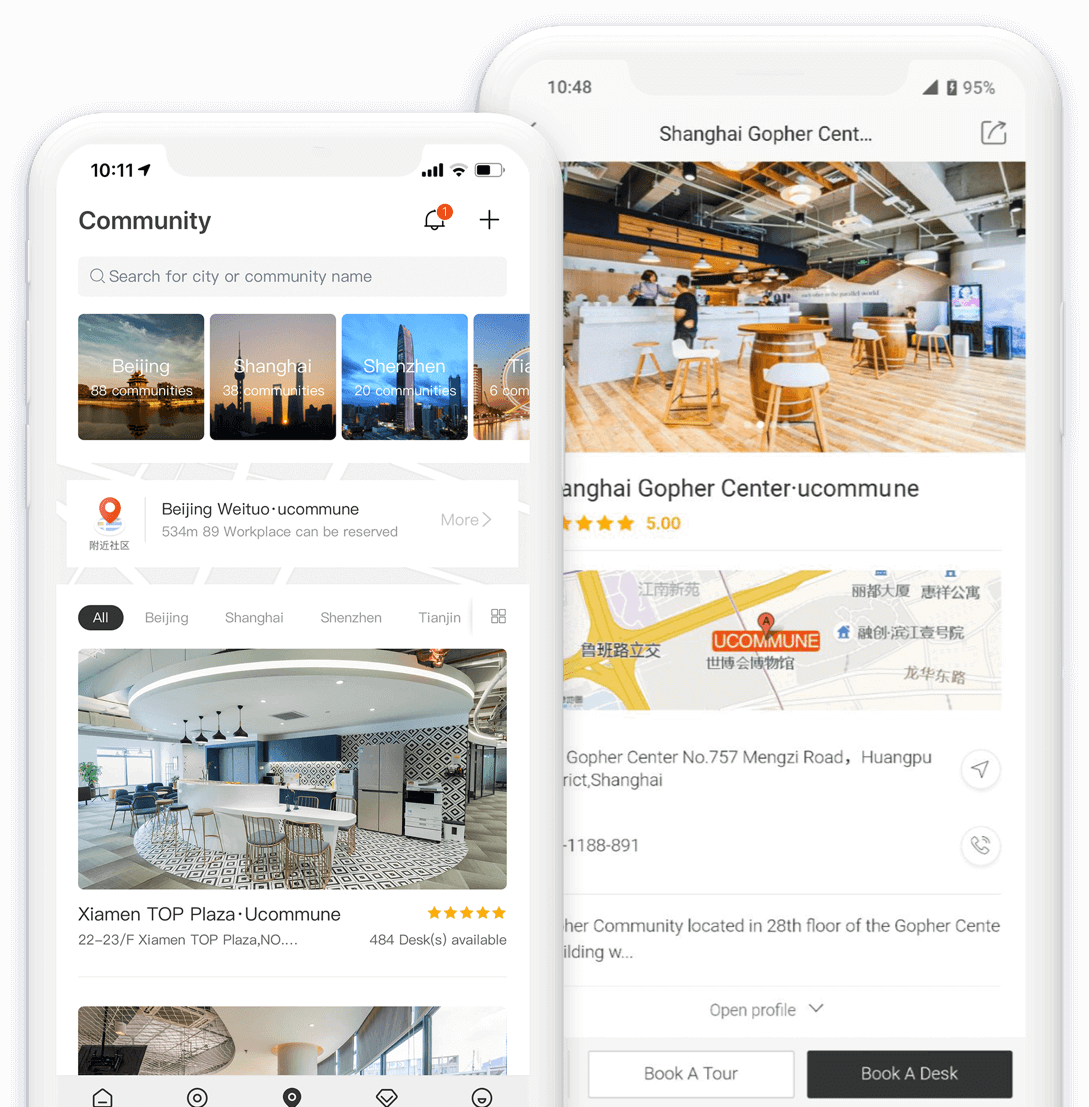 10:11
Community
1
Search for city or community name
Beijing
88 communities
Shanghai
38 communities
Shenzhen
20 communities
Tia
6 com
附近社区
Beijing Weituo·ucommune
534m 89 Workplace can be reserved
More
All
Beijing
Shanghai
Shenzhen
Tianjin
Xiamen TOP Plaza·Ucommune
22-23/F Xiamen TOP Plaza,NO....
484 Desk(s) available
10:48
95%
Shanghai Gopher Cent...
each other in the parallel world
anghai Gopher Center·ucommune
5.00
江南新苑
丽都大厦
惠祥公寓
A
UCOMMUNE
融创·滨江壹号院
鲁班路立交
世博会博物馆
龙华东路
Gopher Center No.757 Mengzi Road，Huangpu
rict,Shanghai
-1188-891
her Community located in 28th floor of the Gopher Cente
ilding w...
Open profile
Book A Tour
Book A Desk